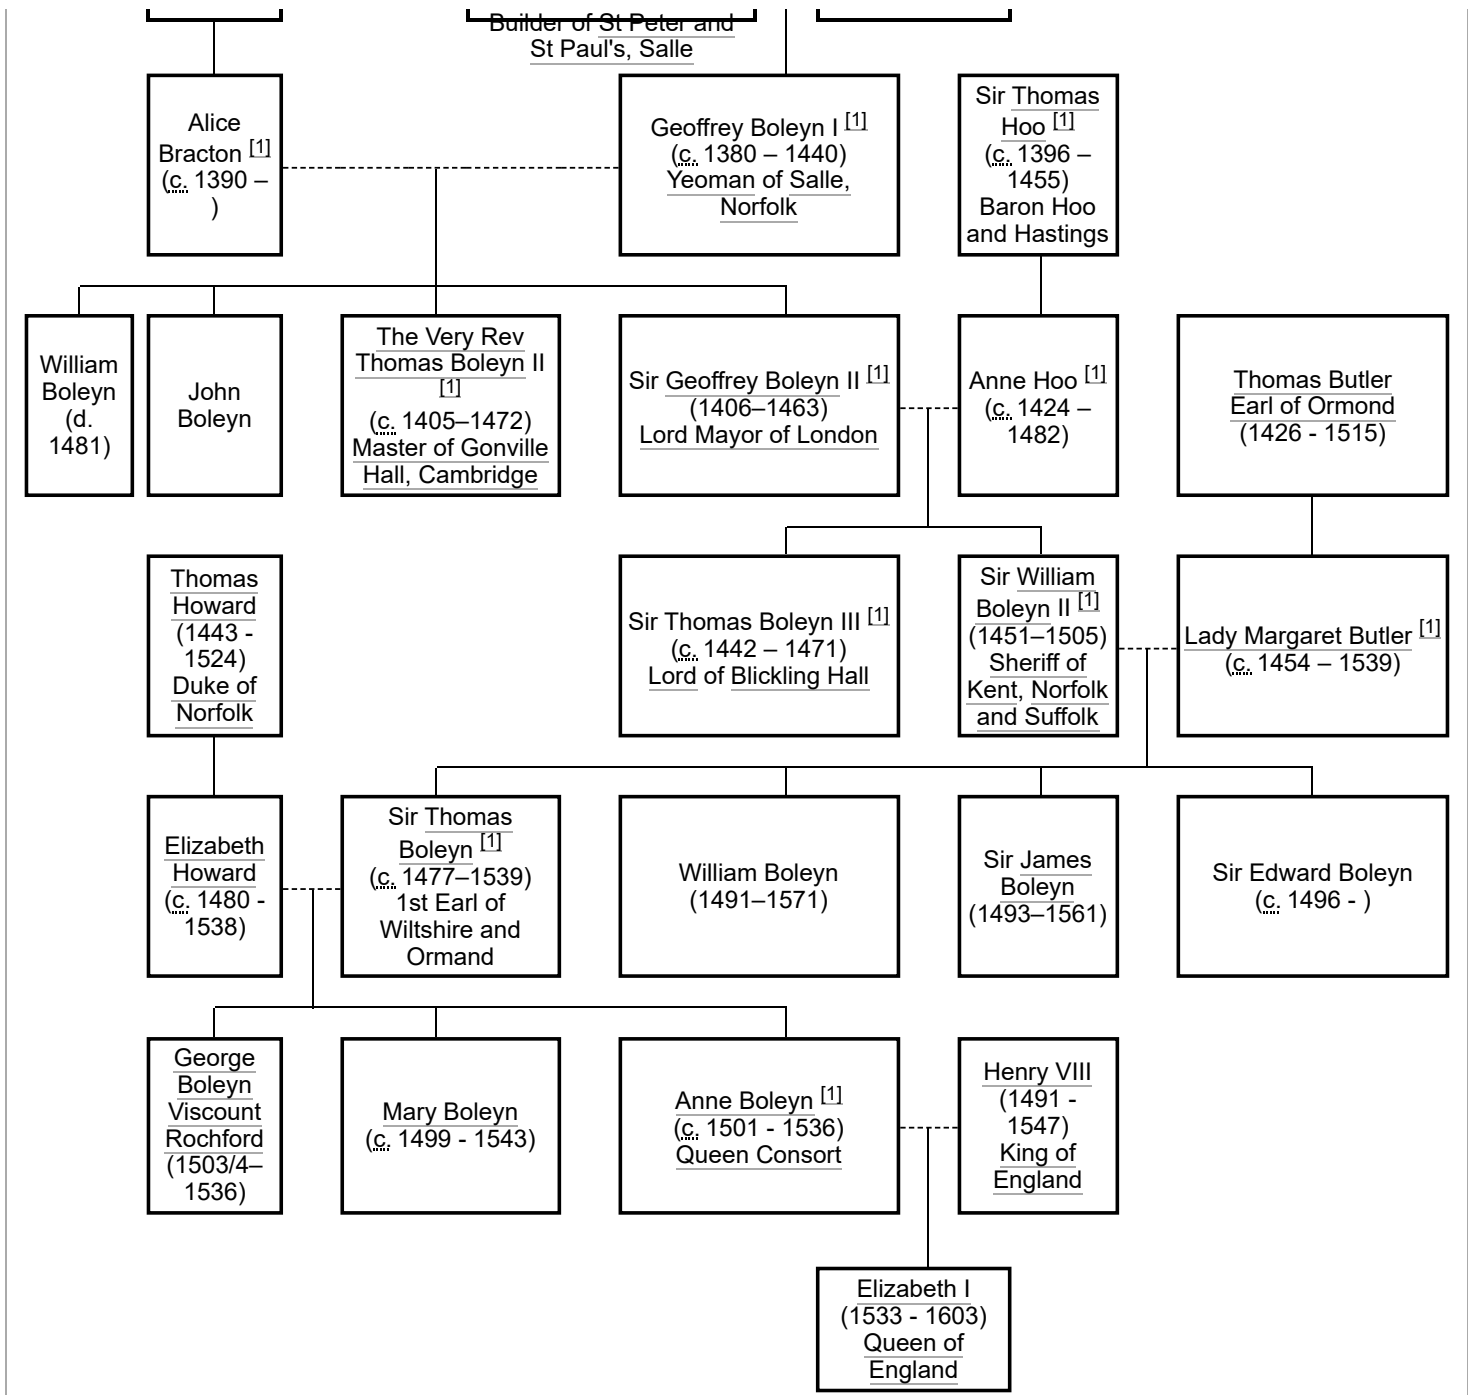 Builder of St Peter and
St Paul's, Salle
Alice
Bracton [1]
(c. 1390 –
)
Geoffrey Boleyn I [1]
(c. 1380 – 1440)
Yeoman of Salle,
Norfolk
Sir Thomas
Hoo [1]
(c. 1396 –
1455)
Baron Hoo
and Hastings
William
Boleyn
(d.
1481)
John
Boleyn
The Very Rev
Thomas Boleyn II
[1]
(c. 1405–1472)
Master of Gonville
Hall, Cambridge
Sir Geoffrey Boleyn II [1]
(1406–1463)
Lord Mayor of London
Anne Hoo [1]
(c. 1424 –
1482)
Thomas Butler
Earl of Ormond
(1426 - 1515)
Thomas
Howard
(1443 -
1524)
Duke of
Norfolk
Sir Thomas Boleyn III [1]
(c. 1442 – 1471)
Lord of Blickling Hall
Sir William
Boleyn II [1]
(1451–1505)
Sheriff of
Kent, Norfolk
and Suffolk
Lady Margaret Butler [1]
(c. 1454 – 1539)
Elizabeth
Howard
(c. 1480 -
1538)
Sir Thomas
Boleyn [1]
(c. 1477–1539)
1st Earl of
Wiltshire and
Ormand
William Boleyn
(1491–1571)
Sir James
Boleyn
(1493–1561)
Sir Edward Boleyn
(c. 1496 - )
George
Boleyn
Viscount
Rochford
(1503/4–
1536)
Mary Boleyn
(c. 1499 - 1543)
Anne Boleyn [1]
(c. 1501 - 1536)
Queen Consort
Henry VIII
(1491 -
1547)
King of
England
Elizabeth I
(1533 - 1603)
Queen of
England